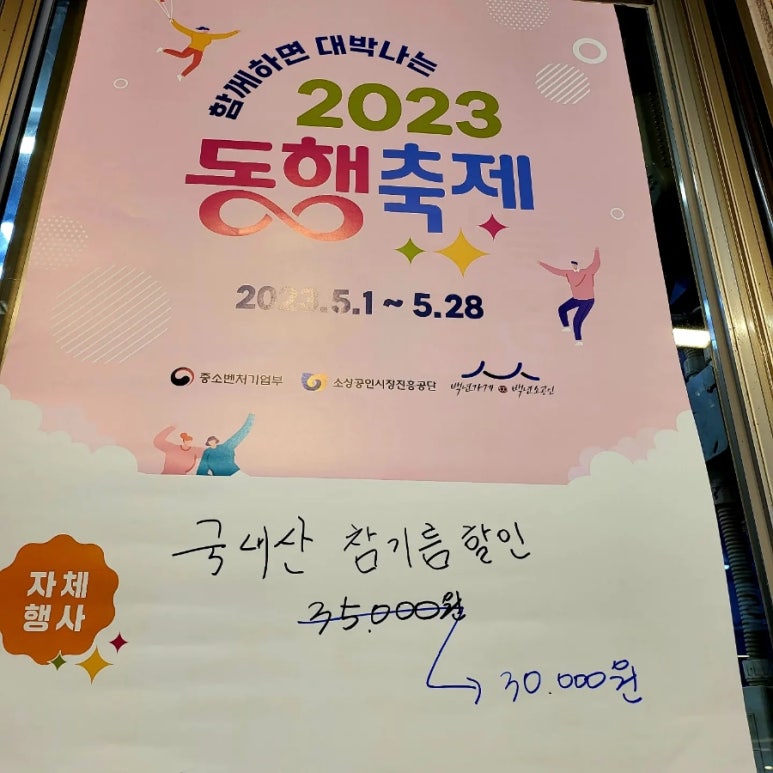 함께하면 대박나는
2023
동행축제
2023.5.1 ~ 5.28
중소벤처기업부 소상공인시장진흥공단 백년가게 백년소공인
국내산 참기름 할인
자체
행사
35.000원
30.000원